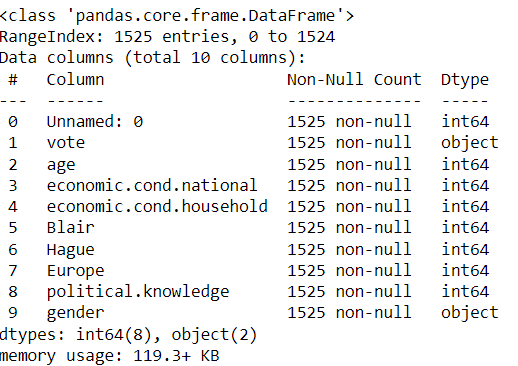 <class 'pandas.core.frame.DataFrame'>
RangeIndex: 1525 entries, 0 to 1524
Data columns (total 10 columns):
 #   Column                   Non-Null Count  Dtype
---  ------                   --------------  -----
 0   Unnamed: 0               1525 non-null   int64
 1   vote                     1525 non-null   object
 2   age                      1525 non-null   int64
 3   economic.cond.national   1525 non-null   int64
 4   economic.cond.household  1525 non-null   int64
 5   Blair                    1525 non-null   int64
 6   Hague                    1525 non-null   int64
 7   Europe                   1525 non-null   int64
 8   political.knowledge      1525 non-null   int64
 9   gender                   1525 non-null   object
dtypes: int64(8), object(2)
memory usage: 119.3+ KB